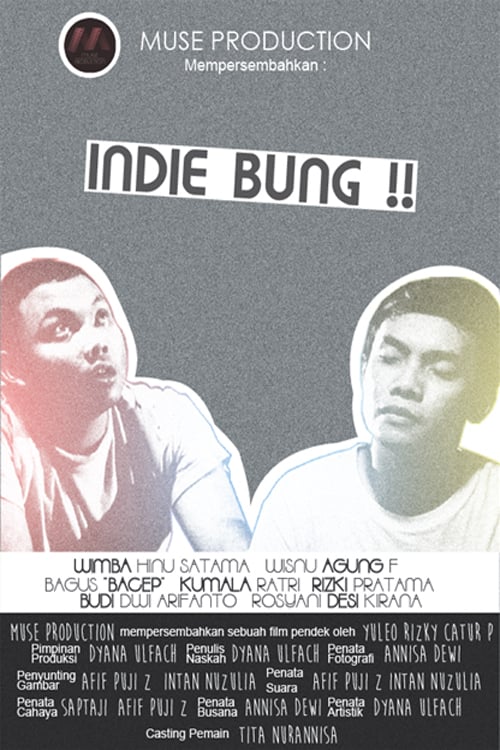 MUSE PRODUCTION
Mempersembahkan :
INDIE BUNG !!
WIMBA HINU SATAMA WISNU AGUNG F
BAGUS "BACEP" KUMALA RATRI RIZKI PRATAMA
BUDI DWI ARIFANTO ROSYANI DESI KIRANA
MUSE PRODUCTION mempersembahkan sebuah film pendek oleh YULEO RIZKY CATUR P
Pimpinan Produksi DYANA ULFACH Penulis Naskah DYANA ULFACH Penata Fotografi ANNISA DEWI
Penyunting Gambar AFIF PUJI Z INTAN NUZULIA Penata Suara AFIF PUJI Z INTAN NUZULIA
Penata Cahaya SAPTAJI AFIF PUJI Z Penata Busana ANNISA DEWI Penata Artistik DYANA ULFACH
Casting Pemain TITA NURANNISA